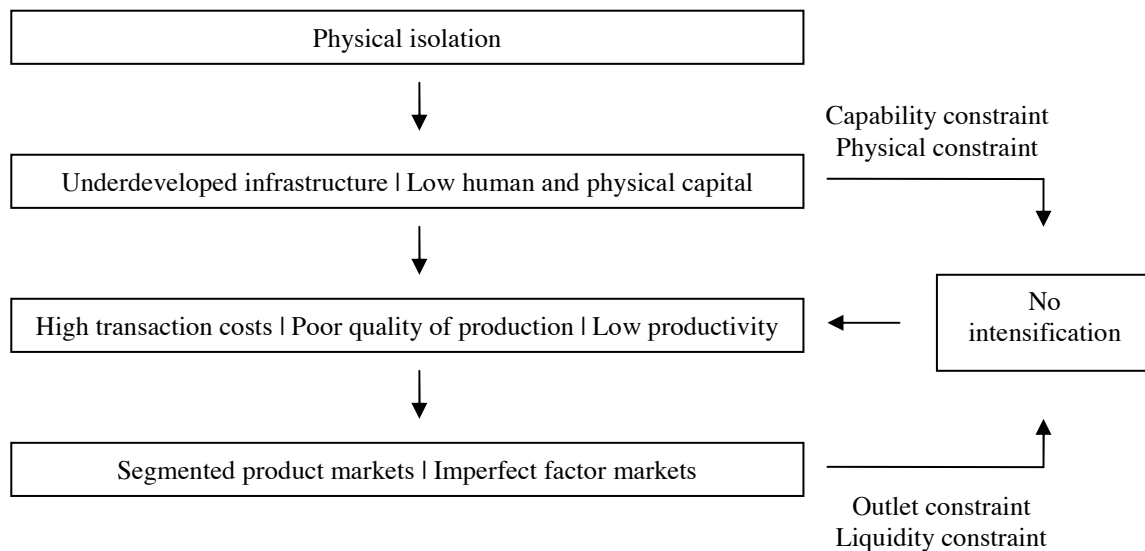 Physical isolation
Capability constraint
Physical constraint
Underdeveloped infrastructure | Low human and physical capital
No
intensification
High transaction costs | Poor quality of production | Low productivity
Segmented product markets | Imperfect factor markets
Outlet constraint
Liquidity constraint